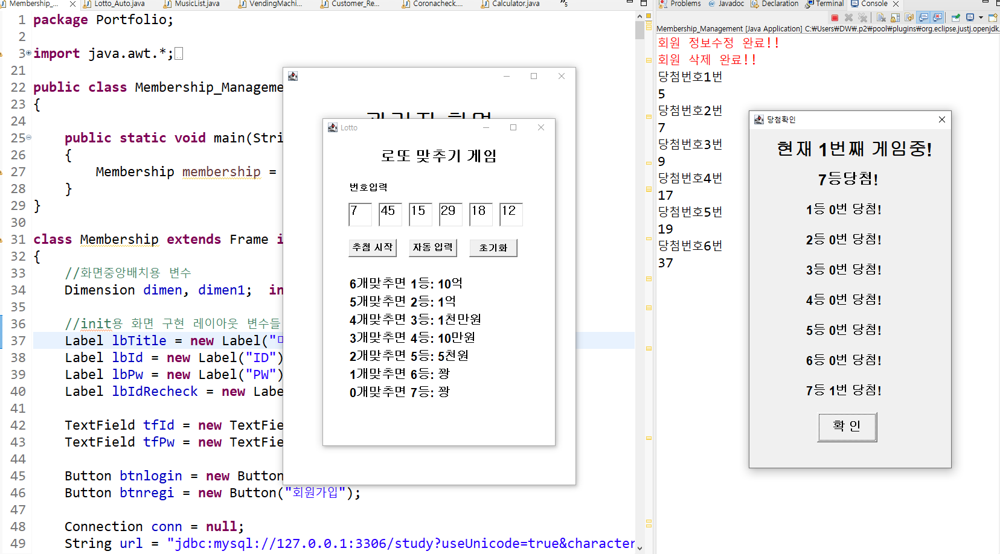 Membership_...
Lotto_Auto.java
MusicList.java
VendingMachi...
Customer_Re...
Coronacheck....
Calculator.java
»5
1 package Portfolio;
2
3 import java.awt.*;
21
22 public class Membership_Manageme
23 {
24
25 public static void main(Stri
26 {
27 Membership membership =
28 }
29 }
30
31 class Membership extends Frame i
32 {
33 //화면중앙배치용 변수
34 Dimension dimen, dimen1; in
35
36 //init용 화면 구현 레이아웃 변수들
37 Label lbTitle = new Label("
38 Label lbId = new Label("ID")
39 Label lbPw = new Label("PW")
40 Label lbIdRecheck = new Labe
41
42 TextField tfId = new TextFie
43 TextField tfPw = new TextFie
44
45 Button btnlogin = new Button
46 Button btnregi = new Button("회원가입");
47
48 Connection conn = null;
49 String url = "jdbc:mysql://127.0.0.1:3306/study?useUnicode=true&character
관리자 화면
Lotto
로또 맞추기 게임
번호입력
7 45 15 29 18 12
추첨 시작 자동 입력 초기화
6개맞추면 1등: 10억
5개맞추면 2등: 1억
4개맞추면 3등: 1천만원
3개맞추면 4등: 10만원
2개맞추면 5등: 5천원
1개맞추면 6등: 꽝
0개맞추면 7등: 꽝
Problems @ Javadoc Declaration Terminal Console
Membership_Management [Java Application] C:₩Users₩DW₩.p2₩pool₩plugins₩org.eclipse.justj.openjdk.
회원 정보수정 완료!!
회원 삭제 완료!!
당첨번호1번
5
당첨번호2번
7
당첨번호3번
9
당첨번호4번
17
당첨번호5번
19
당첨번호6번
37
당첨확인
현재 1번째 게임중!
7등당첨!
1등 0번 당첨!
2등 0번 당첨!
3등 0번 당첨!
4등 0번 당첨!
5등 0번 당첨!
6등 0번 당첨!
7등 1번 당첨!
확 인